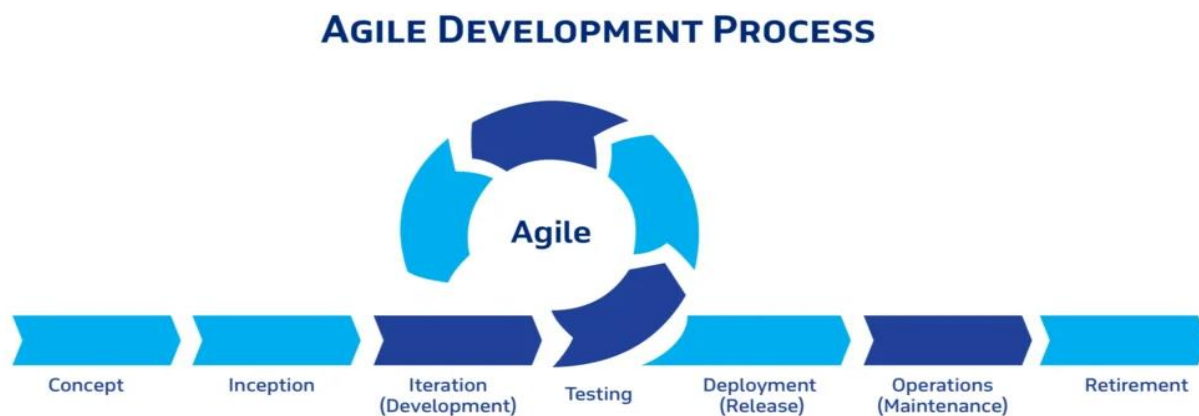 AGILE DEVELOPMENT PROCESS
Agile
Concept
Inception
Iteration
(Development)
Testing
Deployment
(Release)
Operations
(Maintenance)
Retirement